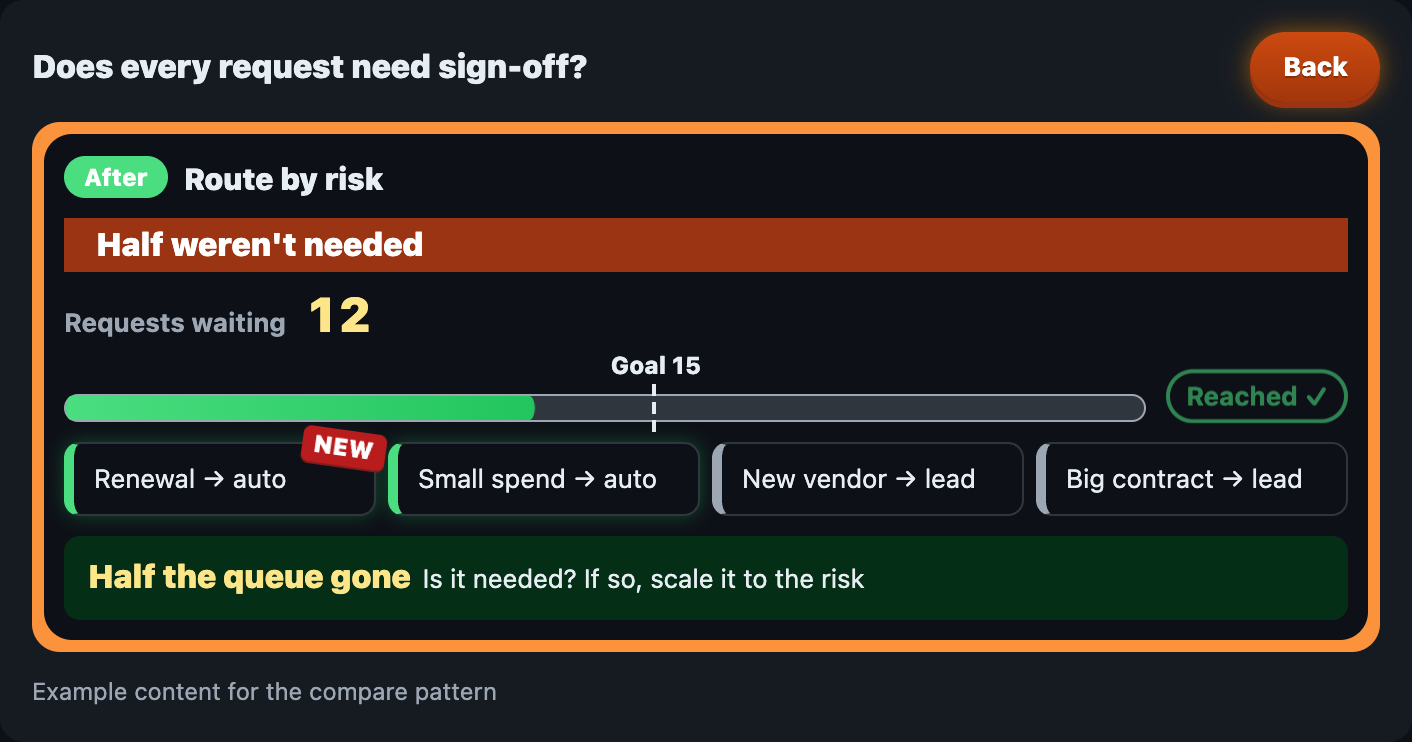 Does every request need sign-off?
Back
After
Route by risk
Half weren't needed
Requests waiting 12
Goal 15
Reached ✓
NEW
Renewal → auto
Small spend → auto
New vendor → lead
Big contract → lead
Half the queue gone Is it needed? If so, scale it to the risk
Example content for the compare pattern